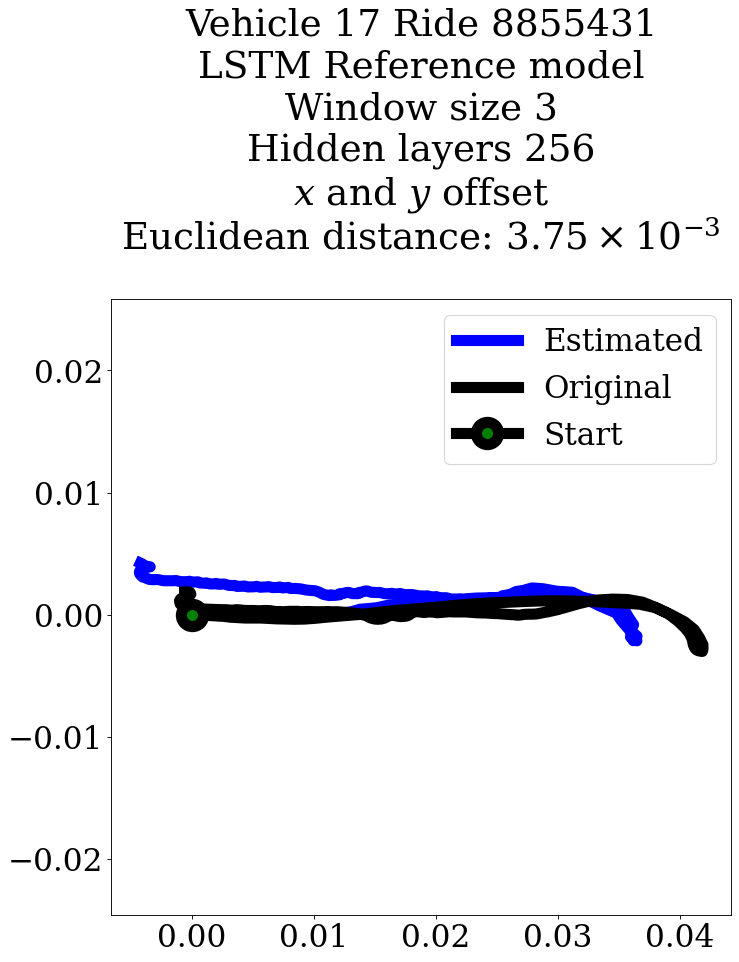 Vehicle 17 Ride 8855431
LSTM Reference model
Window size 3
Hidden layers 256
x and y offset
Euclidean distance: 3.75 × 10⁻³
Estimated
Original
Start
0.02
0.01
0.00
−0.01
−0.02
0.00 0.01 0.02 0.03 0.04